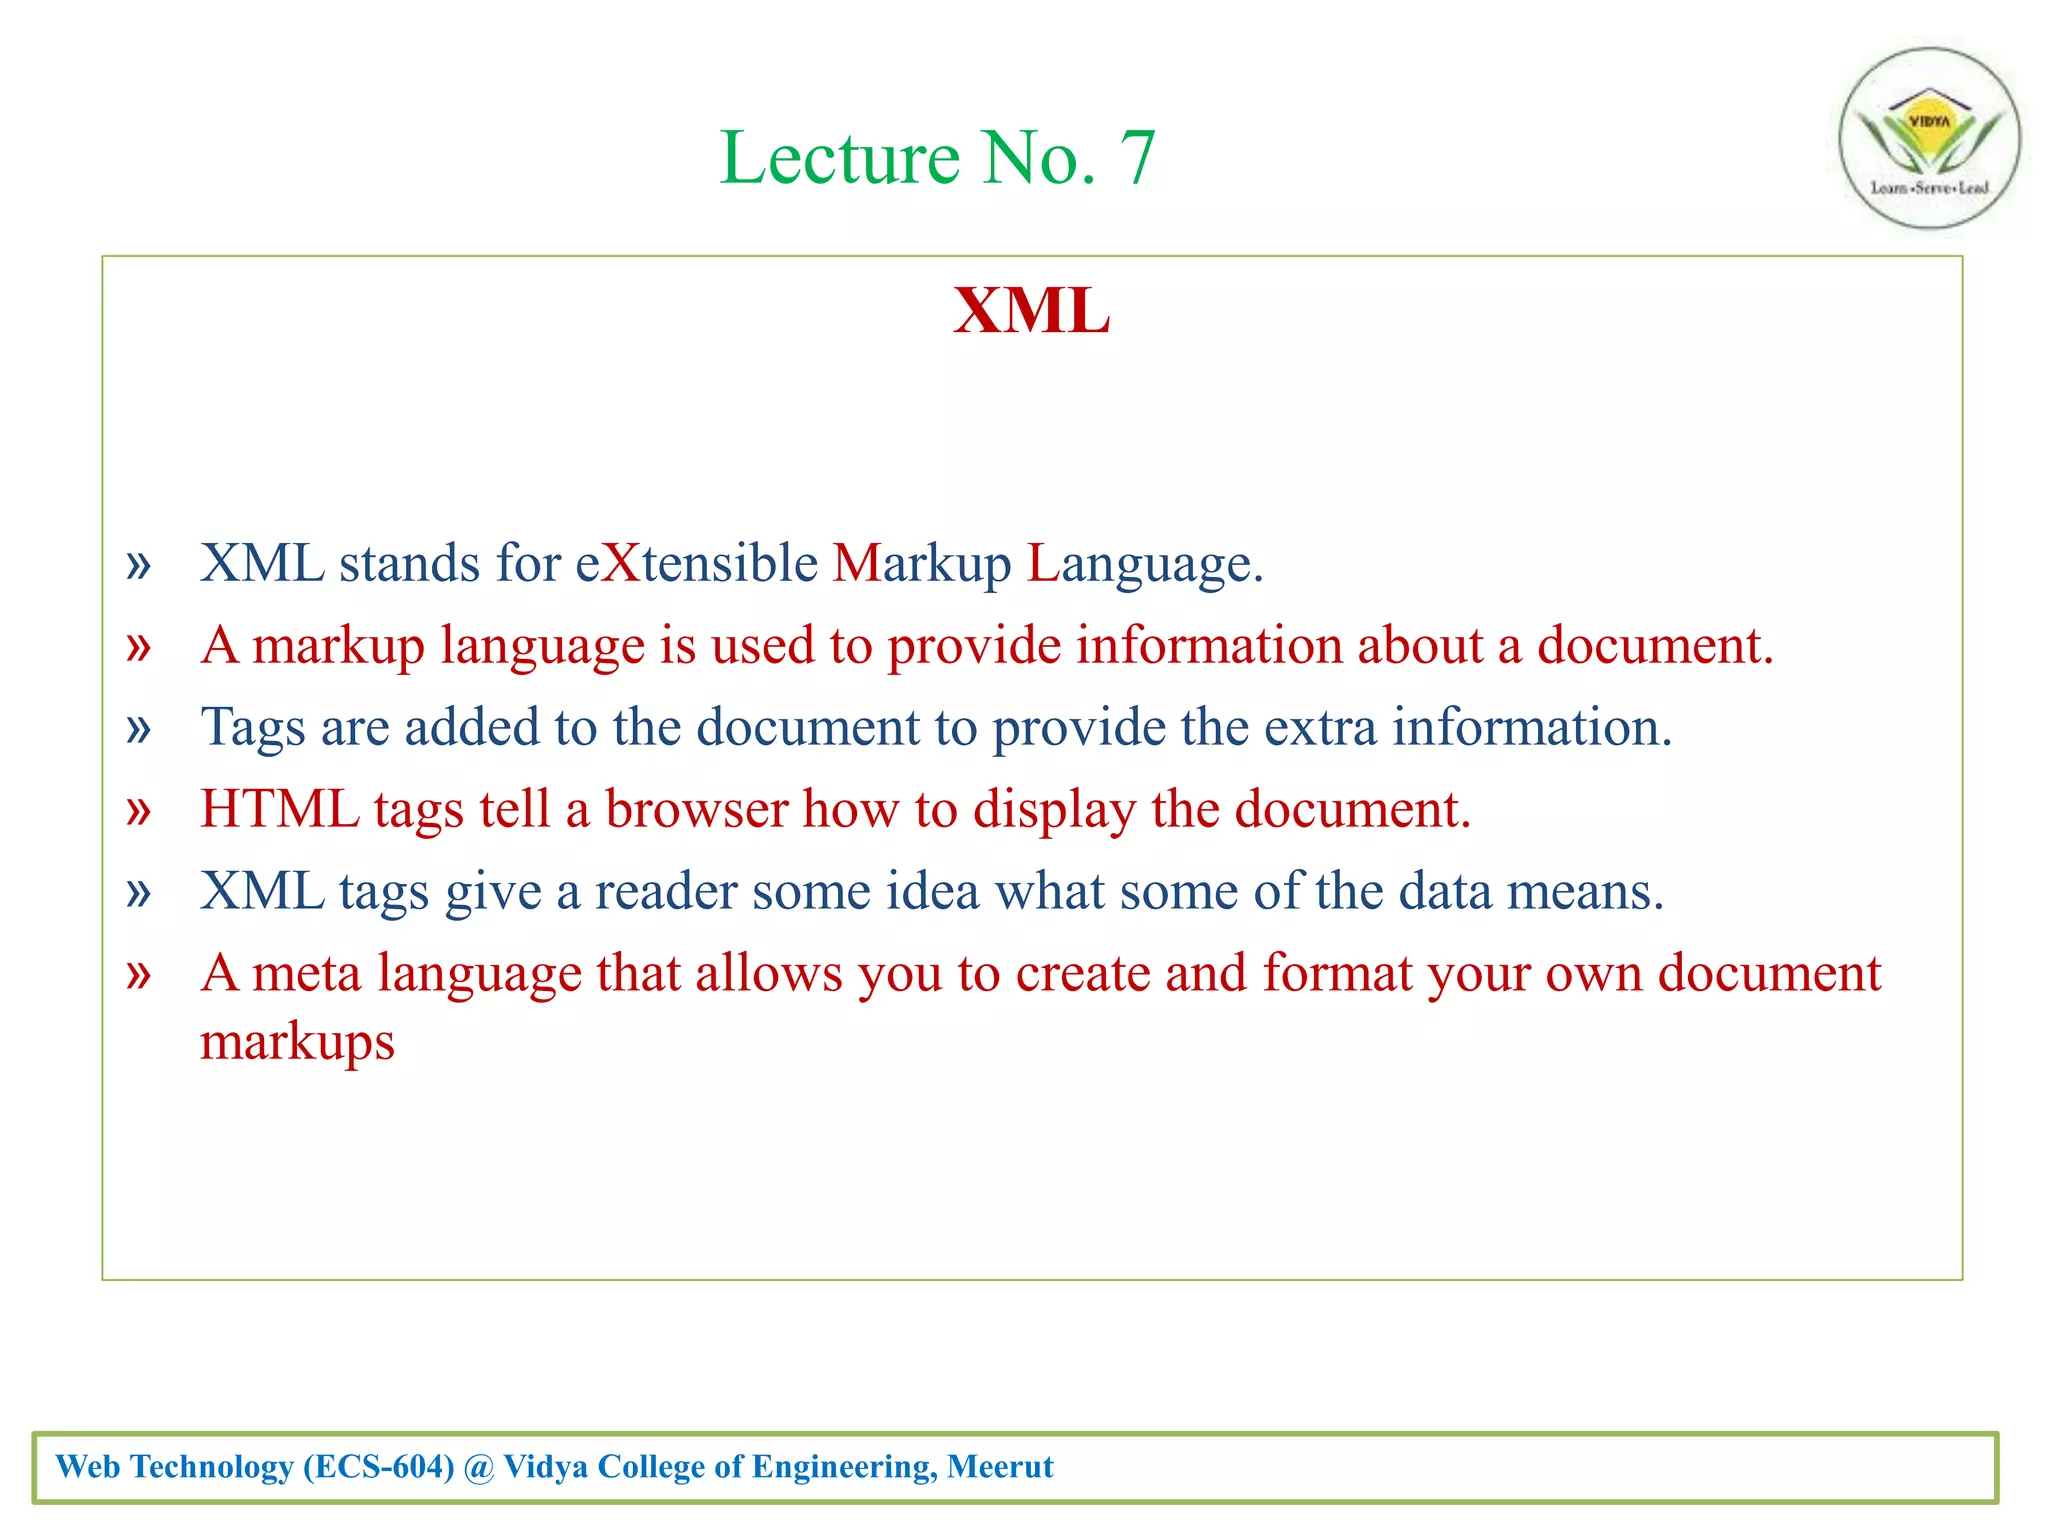 Lecture No. 7
VIDYA
Learn•Serve•Lead
XML
» XML stands for eXtensible Markup Language.
» A markup language is used to provide information about a document.
» Tags are added to the document to provide the extra information.
» HTML tags tell a browser how to display the document.
» XML tags give a reader some idea what some of the data means.
» A meta language that allows you to create and format your own document
markups
Web Technology (ECS-604) @ Vidya College of Engineering, Meerut